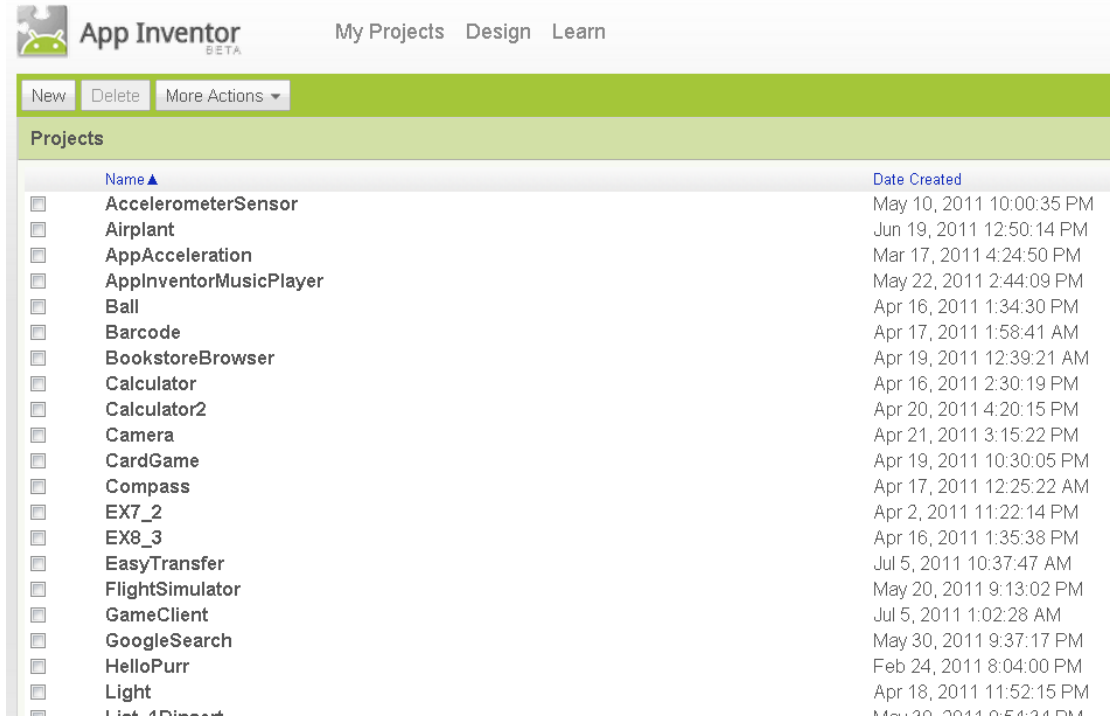 App Inventor
BETA
My Projects Design Learn
New Delete More Actions
Projects
Name Date Created
AccelerometerSensor May 10, 2011 10:00:35 PM
Airplant Jun 19, 2011 12:50:14 PM
AppAcceleration Mar 17, 2011 4:24:50 PM
AppInventorMusicPlayer May 22, 2011 2:44:09 PM
Ball Apr 16, 2011 1:34:30 PM
Barcode Apr 17, 2011 1:58:41 AM
BookstoreBrowser Apr 19, 2011 12:39:21 AM
Calculator Apr 16, 2011 2:30:19 PM
Calculator2 Apr 20, 2011 4:20:15 PM
Camera Apr 21, 2011 3:15:22 PM
CardGame Apr 19, 2011 10:30:05 PM
Compass Apr 17, 2011 12:25:22 AM
EX7_2 Apr 2, 2011 11:22:14 PM
EX8_3 Apr 16, 2011 1:35:38 PM
EasyTransfer Jul 5, 2011 10:37:47 AM
FlightSimulator May 20, 2011 9:13:02 PM
GameClient Jul 5, 2011 1:02:28 AM
GoogleSearch May 30, 2011 9:37:17 PM
HelloPurr Feb 24, 2011 8:04:00 PM
Light Apr 18, 2011 11:52:15 PM